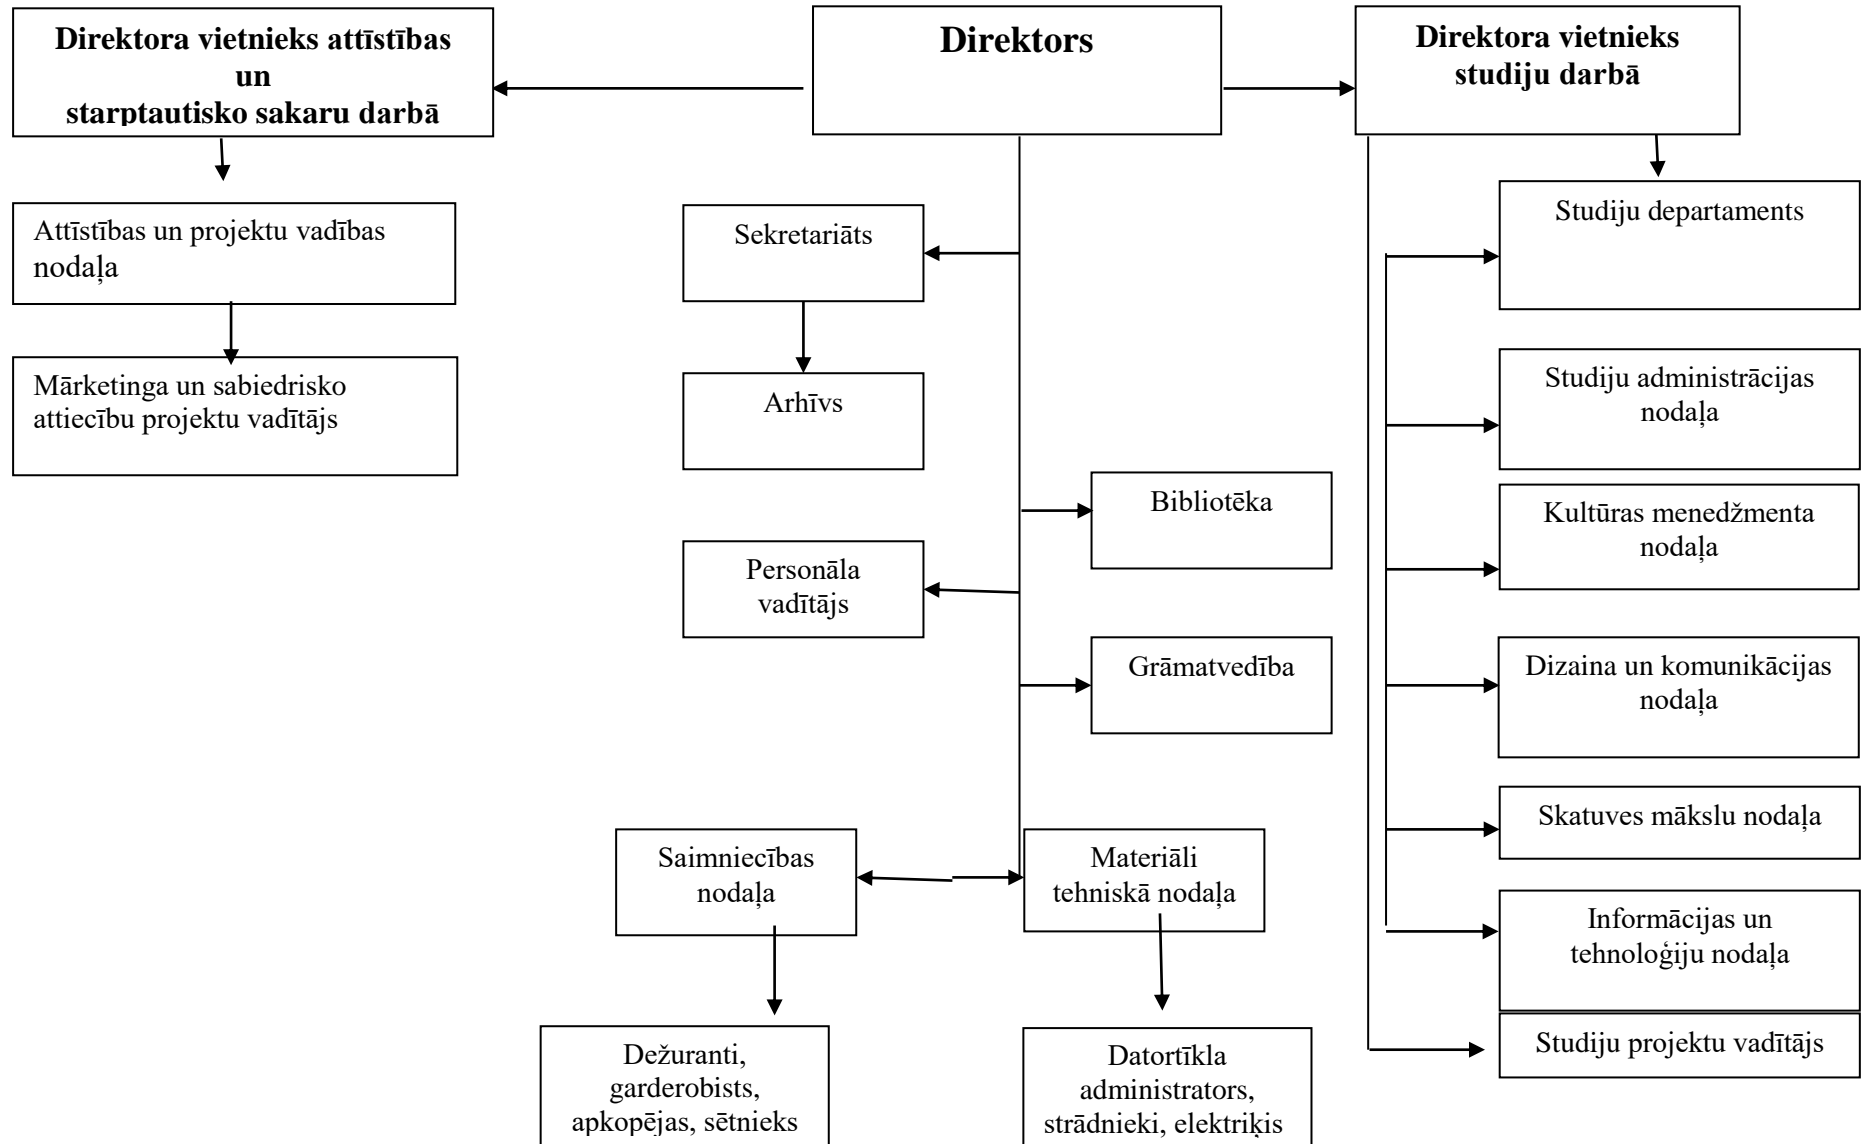 Direktora vietnieks attīstības
un
starptautisko sakaru darbā
Direktors
Direktora vietnieks
studiju darbā
Attīstības un projektu vadības
nodaļa
Mārketinga un sabiedrisko
attiecību projektu vadītājs
Sekretariāts
Arhīvs
Bibliotēka
Personāla
vadītājs
Grāmatvedība
Saimniecības
nodaļa
Materiāli
tehniskā nodaļa
Dežuranti,
garderobists,
apkopējas, sētnieks
Datortīkla
administrators,
strādnieki, elektriķis
Studiju departaments
Studiju administrācijas
nodaļa
Kultūras menedžmenta
nodaļa
Dizaina un komunikācijas
nodaļa
Skatuves mākslu nodaļa
Informācijas un
tehnoloģiju nodaļa
Studiju projektu vadītājs